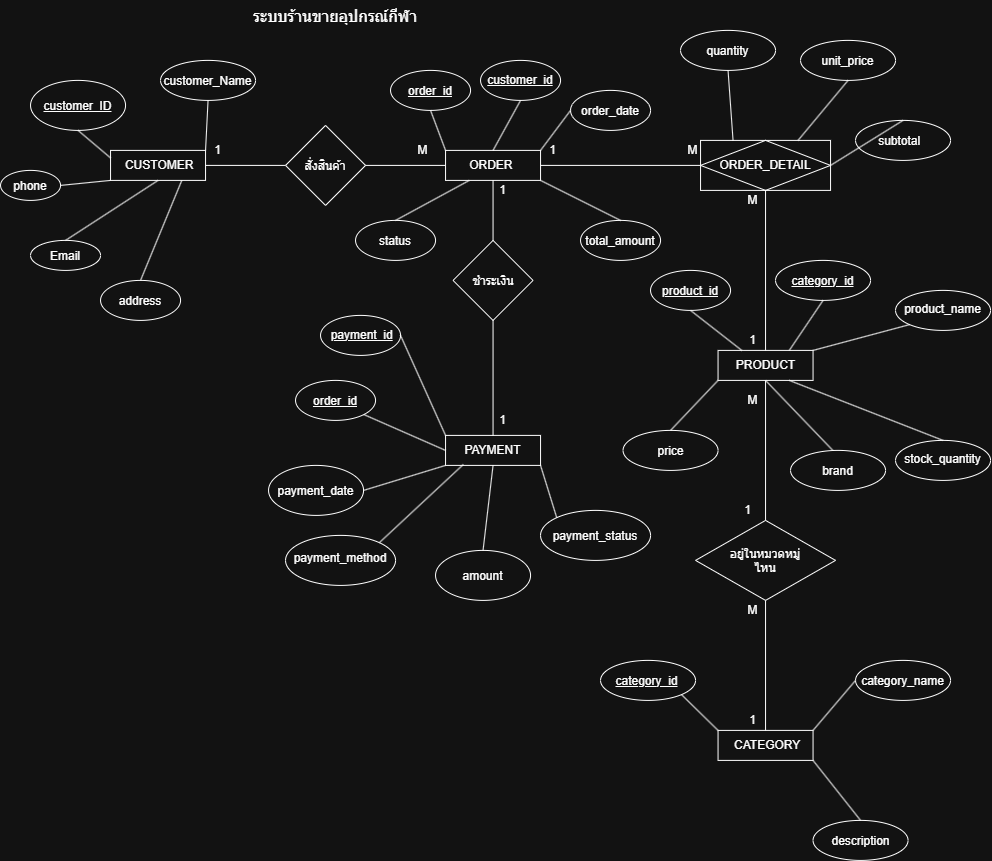 ระบบร้านขายอุปกรณ์กีฬา
quantity
unit_price
customer_Name
customer_id
order_id
customer_ID
order_date
subtotal
1
M
1
M
CUSTOMER
สั่งสินค้า
ORDER
ORDER_DETAIL
phone
1
M
status
total_amount
Email
ชำระเงิน
category_id
product_id
address
product_name
payment_id
1
PRODUCT
order_id
M
1
PAYMENT
price
brand
stock_quantity
payment_date
1
payment_status
payment_method
อยู่ในหมวดหมู่
ไหน
amount
M
category_id
category_name
1
CATEGORY
description